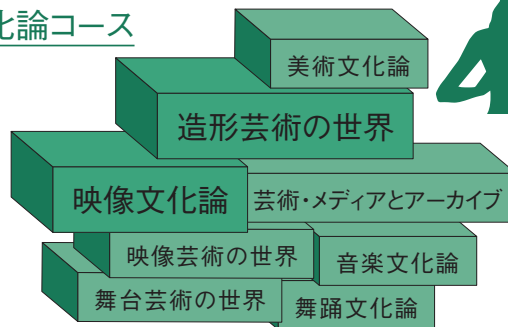 化論コース
美術文化論
造形芸術の世界
映像文化論
芸術・メディアとアーカイブ
映像芸術の世界
音楽文化論
舞台芸術の世界
舞踊文化論